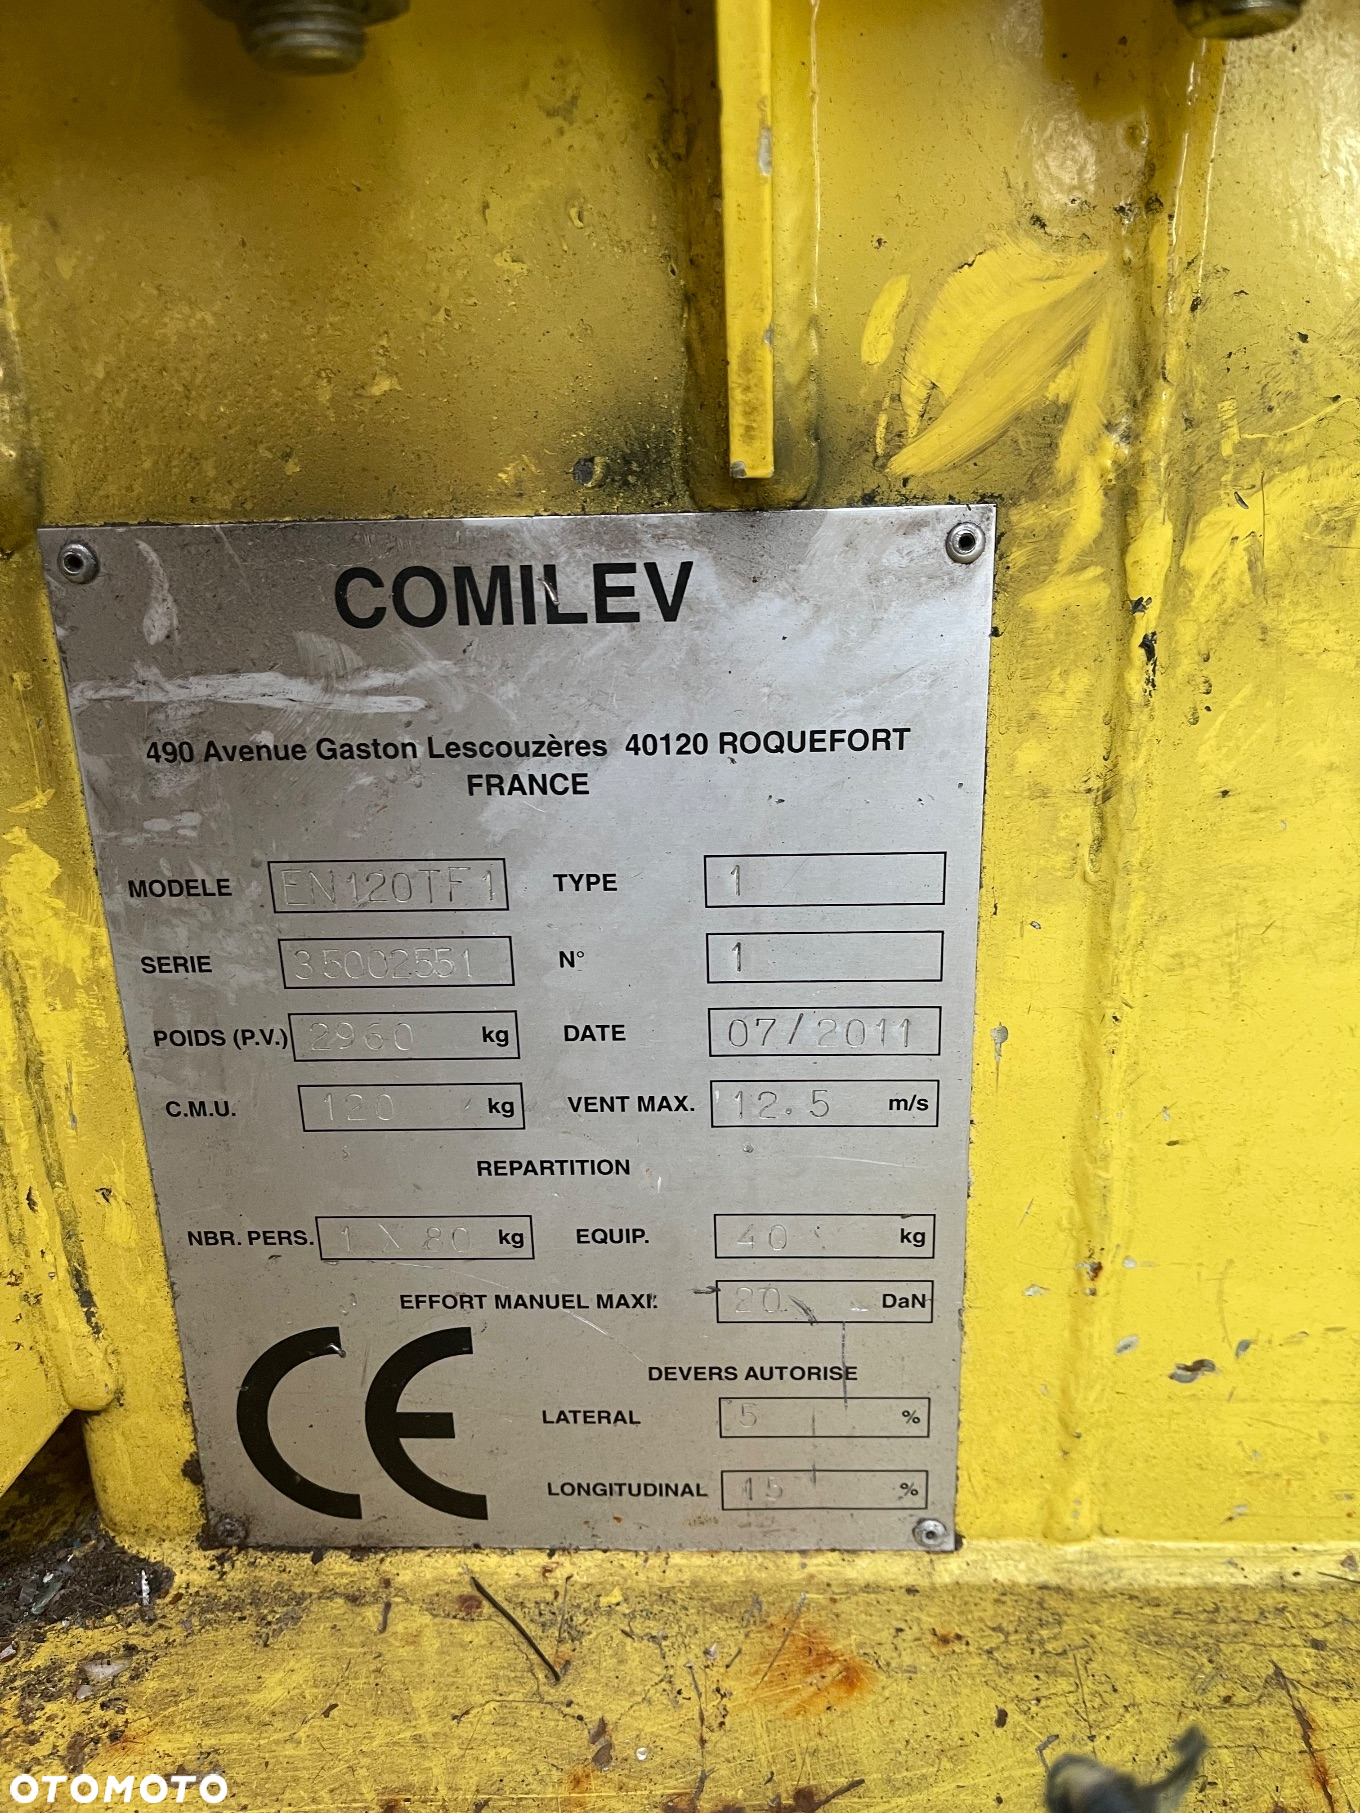 COMILEV
490 Avenue Gaston Lescouzères 40120 ROQUEFORT
FRANCE
MODELE EN120TF1 TYPE 1
SERIE 35002551 N° 1
POIDS (P.V.) 2960 kg DATE 07/2011
C.M.U. 120 kg VENT MAX. 12.5 m/s
REPARTITION
NBR. PERS. 1 X 80 kg EQUIP. 40 kg
EFFORT MANUEL MAXI. 20 DaN
DEVERS AUTORISE
LATERAL 5 %
LONGITUDINAL 15 %
CE
OTOMOTO